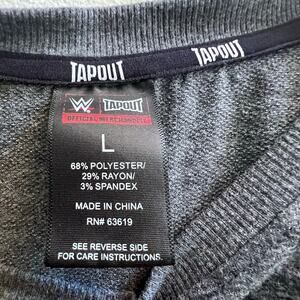 TAPOUT
TAPOUT
W TAPOUT
OFFICIAL MERCHANDISE
L
68% POLYESTER/
29% RAYON/
3% SPANDEX
MADE IN CHINA
RN# 63619
SEE REVERSE SIDE
FOR CARE INSTRUCTIONS.